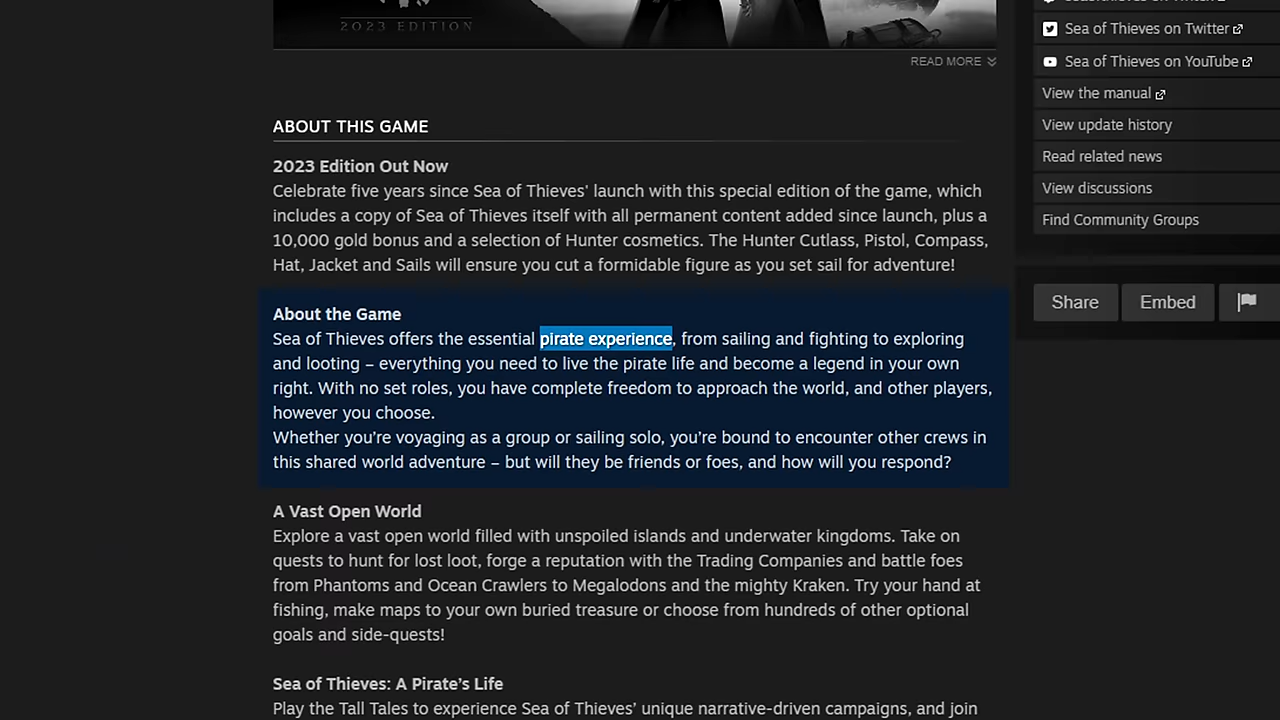 2023 EDITION
READ MORE
ABOUT THIS GAME
2023 Edition Out Now
Celebrate five years since Sea of Thieves' launch with this special edition of the game, which
includes a copy of Sea of Thieves itself with all permanent content added since launch, plus a
10,000 gold bonus and a selection of Hunter cosmetics. The Hunter Cutlass, Pistol, Compass,
Hat, Jacket and Sails will ensure you cut a formidable figure as you set sail for adventure!
About the Game
Sea of Thieves offers the essential pirate experience, from sailing and fighting to exploring
and looting – everything you need to live the pirate life and become a legend in your own
right. With no set roles, you have complete freedom to approach the world, and other players,
however you choose.
Whether you're voyaging as a group or sailing solo, you're bound to encounter other crews in
this shared world adventure – but will they be friends or foes, and how will you respond?
A Vast Open World
Explore a vast open world filled with unspoiled islands and underwater kingdoms. Take on
quests to hunt for lost loot, forge a reputation with the Trading Companies and battle foes
from Phantoms and Ocean Crawlers to Megalodons and the mighty Kraken. Try your hand at
fishing, make maps to your own buried treasure or choose from hundreds of other optional
goals and side-quests!
Sea of Thieves: A Pirate's Life
Play the Tall Tales to experience Sea of Thieves' unique narrative-driven campaigns, and join
Sea of Thieves on Twitter
Sea of Thieves on YouTube
View the manual
View update history
Read related news
View discussions
Find Community Groups
Share
Embed